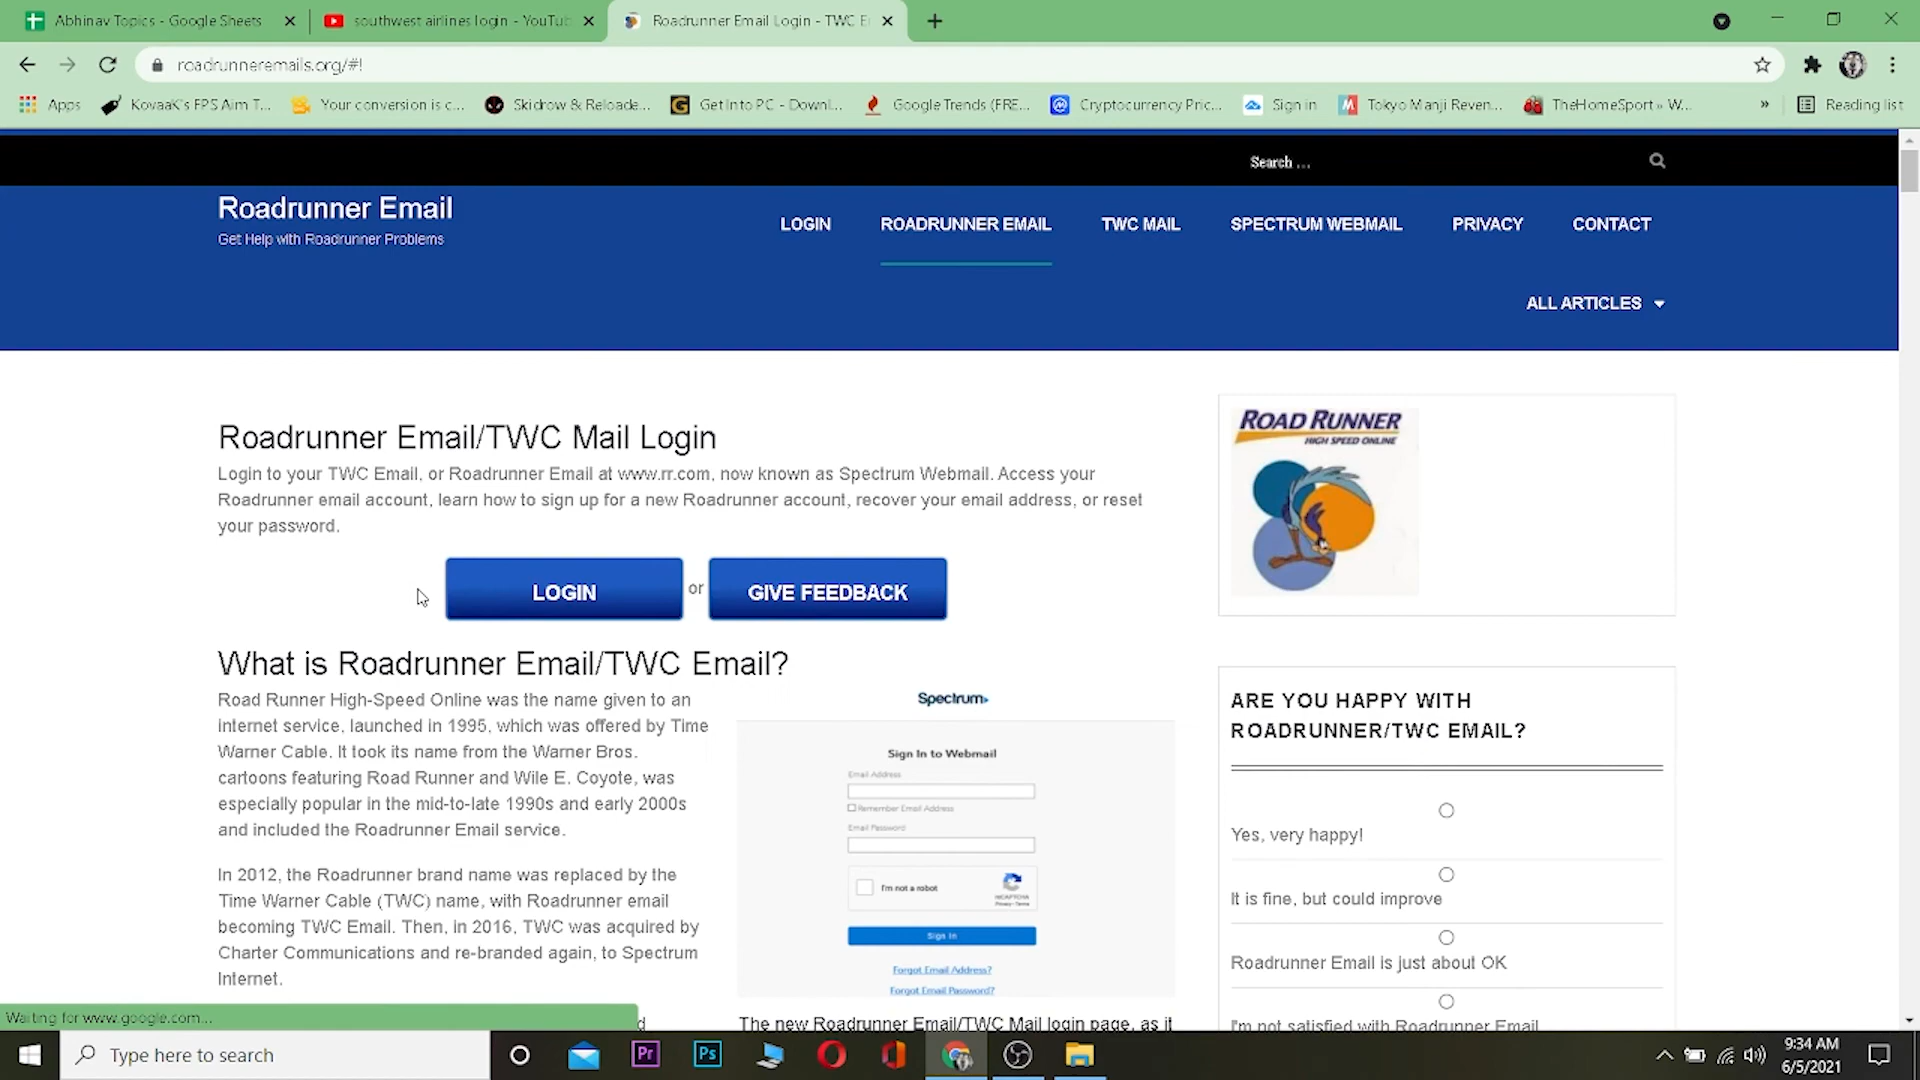 Abhinav Topics - Google Sheets
southwest airlines login - YouTub
Roadrunner Email Login - TWC E
roadrunneremails.org/#!
Apps
KovaaK's FPS Aim T...
Your conversion is c...
Skidrow & Reloade...
Get Into PC - Downl...
Google Trends (FRE...
Cryptocurrency Pric...
Sign in
Tokyo Manji Reven...
TheHomeSport » W...
»
Reading list
Search ...
Roadrunner Email
Get Help with Roadrunner Problems
LOGIN
ROADRUNNER EMAIL
TWC MAIL
SPECTRUM WEBMAIL
PRIVACY
CONTACT
ALL ARTICLES
Roadrunner Email/TWC Mail Login
Login to your TWC Email, or Roadrunner Email at www.rr.com, now known as Spectrum Webmail. Access your
Roadrunner email account, learn how to sign up for a new Roadrunner account, recover your email address, or reset
your password.
LOGIN
or
GIVE FEEDBACK
ROAD RUNNER
HIGH SPEED ONLINE
What is Roadrunner Email/TWC Email?
Road Runner High-Speed Online was the name given to an
internet service, launched in 1995, which was offered by Time
Warner Cable. It took its name from the Warner Bros.
cartoons featuring Road Runner and Wile E. Coyote, was
especially popular in the mid-to-late 1990s and early 2000s
and included the Roadrunner Email service.
In 2012, the Roadrunner brand name was replaced by the
Time Warner Cable (TWC) name, with Roadrunner email
becoming TWC Email. Then, in 2016, TWC was acquired by
Charter Communications and re-branded again, to Spectrum
Internet.
Spectrum
Sign In to Webmail
Email Address
Remember Email Address
Email Password
I'm not a robot
reCAPTCHA
Privacy - Terms
Sign In
Forgot Email Address?
Forgot Email Password?
The new Roadrunner Email/TWC Mail login page, as it
ARE YOU HAPPY WITH
ROADRUNNER/TWC EMAIL?
Yes, very happy!
It is fine, but could improve
Roadrunner Email is just about OK
I'm not satisfied with Roadrunner Email
Waiting for www.google.com...
d
Type here to search
Pr
Ps
9:34 AM
6/5/2021